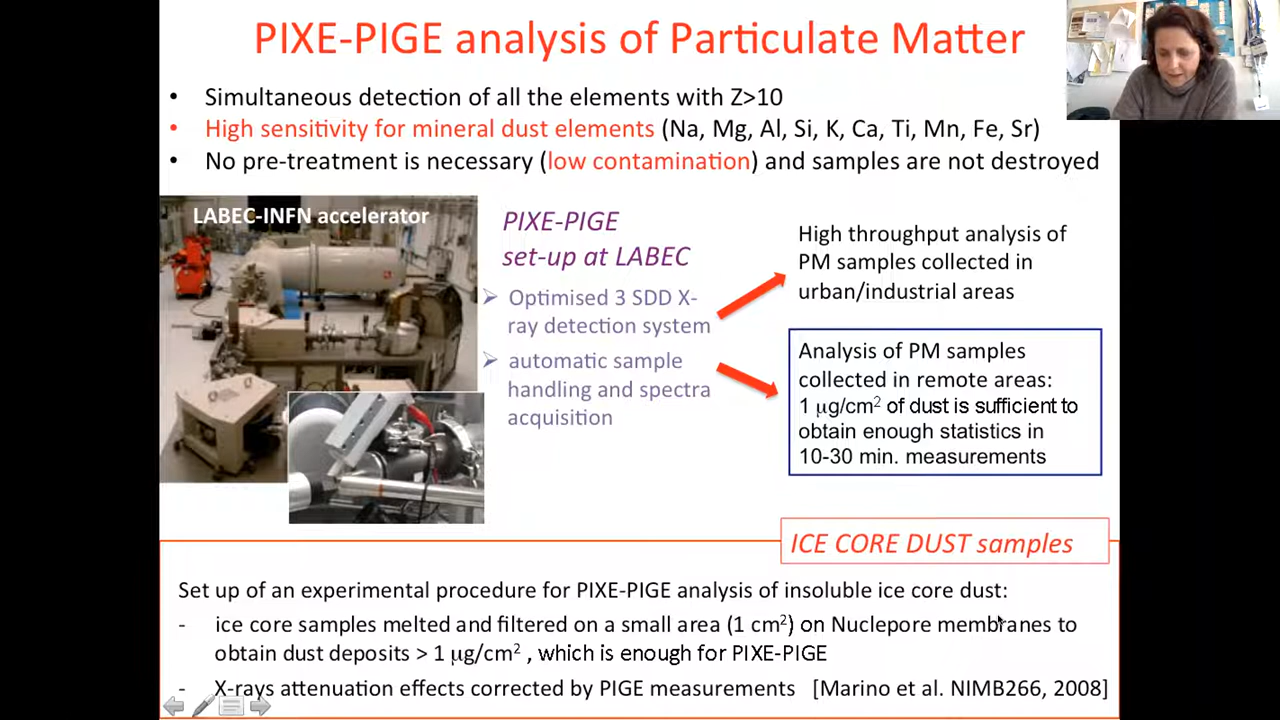 PIXE-PIGE analysis of Particulate Matter
• Simultaneous detection of all the elements with Z>10
• High sensitivity for mineral dust elements (Na, Mg, Al, Si, K, Ca, Ti, Mn, Fe, Sr)
• No pre-treatment is necessary (low contamination) and samples are not destroyed
LABEC-INFN accelerator
PIXE-PIGE
set-up at LABEC
➢ Optimised 3 SDD X-
ray detection system
➢ automatic sample
handling and spectra
acquisition
High throughput analysis of
PM samples collected in
urban/industrial areas
Analysis of PM samples
collected in remote areas:
1 μg/cm² of dust is sufficient to
obtain enough statistics in
10-30 min. measurements
ICE CORE DUST samples
Set up of an experimental procedure for PIXE-PIGE analysis of insoluble ice core dust:
- ice core samples melted and filtered on a small area (1 cm²) on Nuclepore membranes to
obtain dust deposits > 1 μg/cm² , which is enough for PIXE-PIGE
- X-rays attenuation effects corrected by PIGE measurements [Marino et al. NIMB266, 2008]